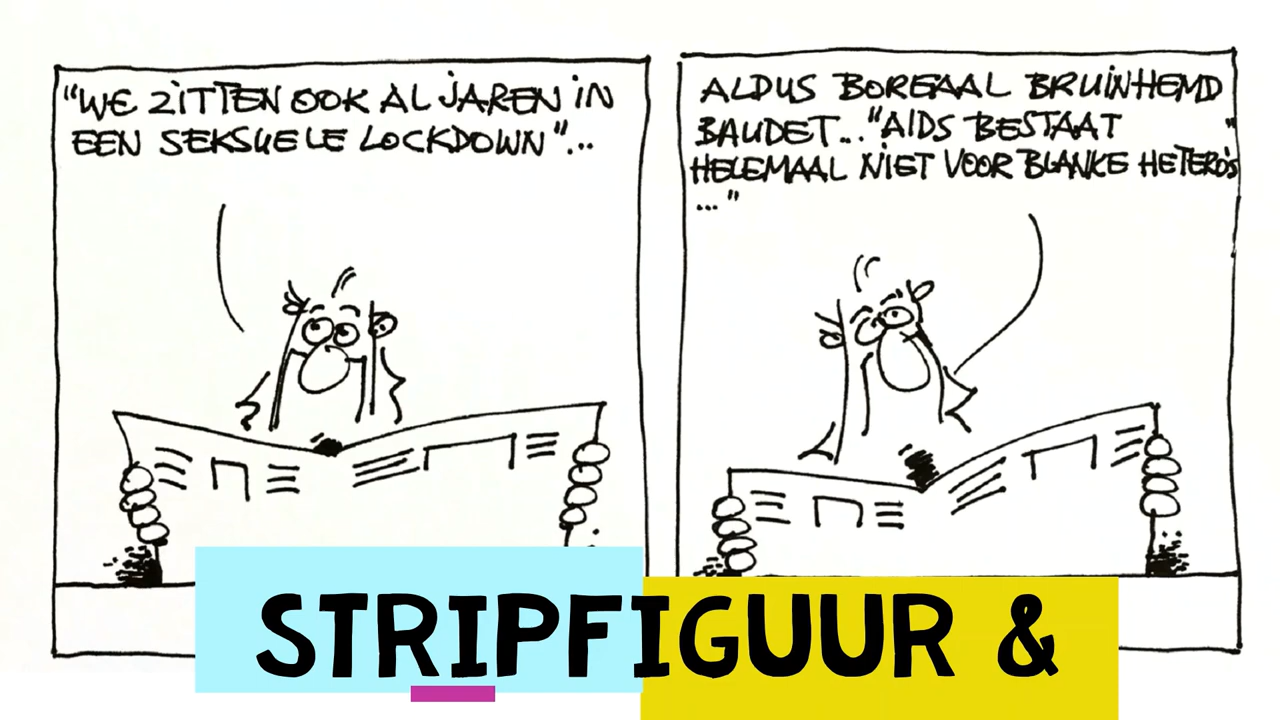 "WE ZITTEN OOK AL JAREN IN
EEN SEKSUELE LOCKDOWN"...
ALDUS BOREAAL BRUINHEMD
BAUDET..."AIDS BESTAAT "
HELEMAAL NIET VOOR BLANKE HETERO'S
..."
STRIPFIGUUR &